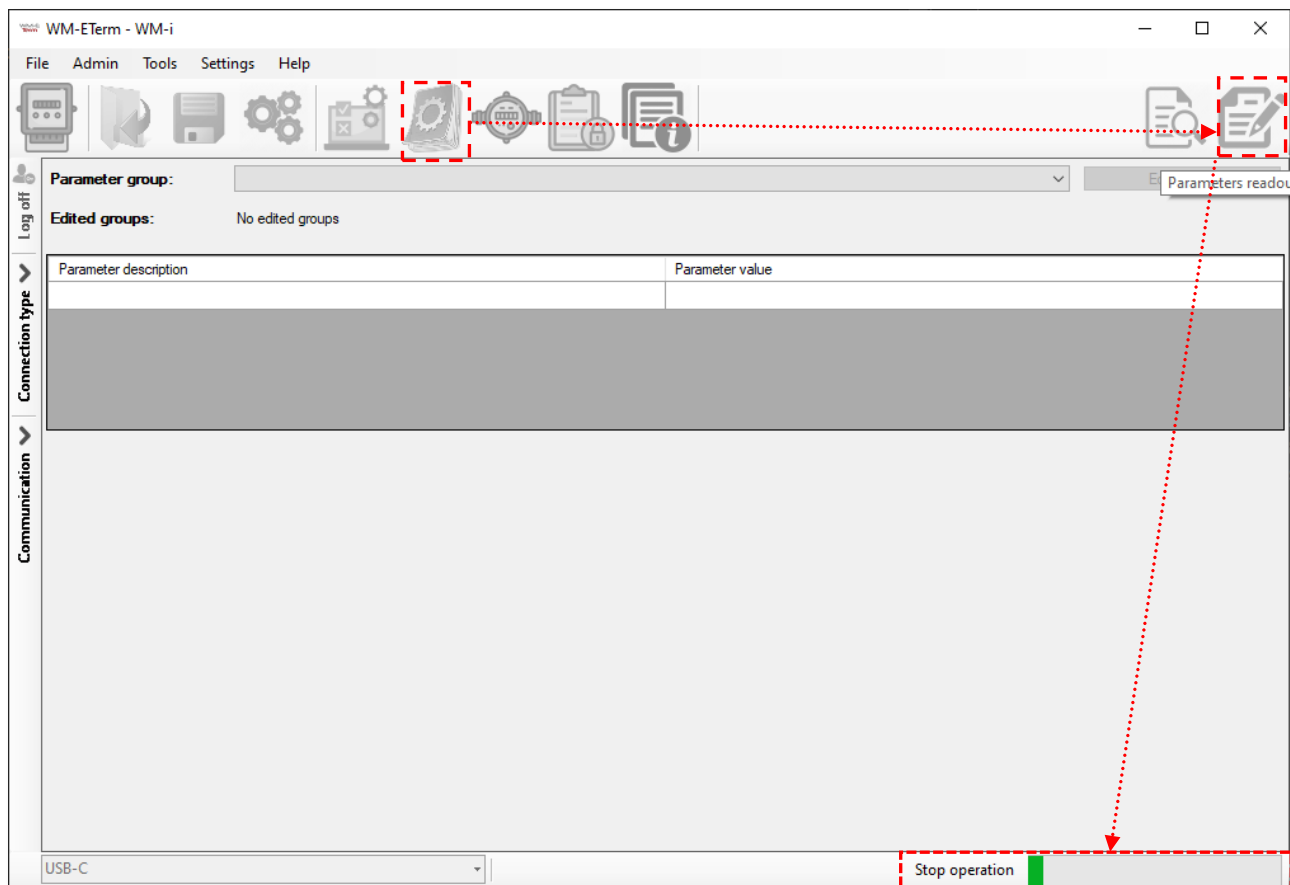 WM-ETerm - WM-i
File Admin Tools Settings Help
Log off
Connection type
Communication
Parameter group:
Parameters readou
Edited groups: No edited groups
Parameter description Parameter value
USB-C
Stop operation